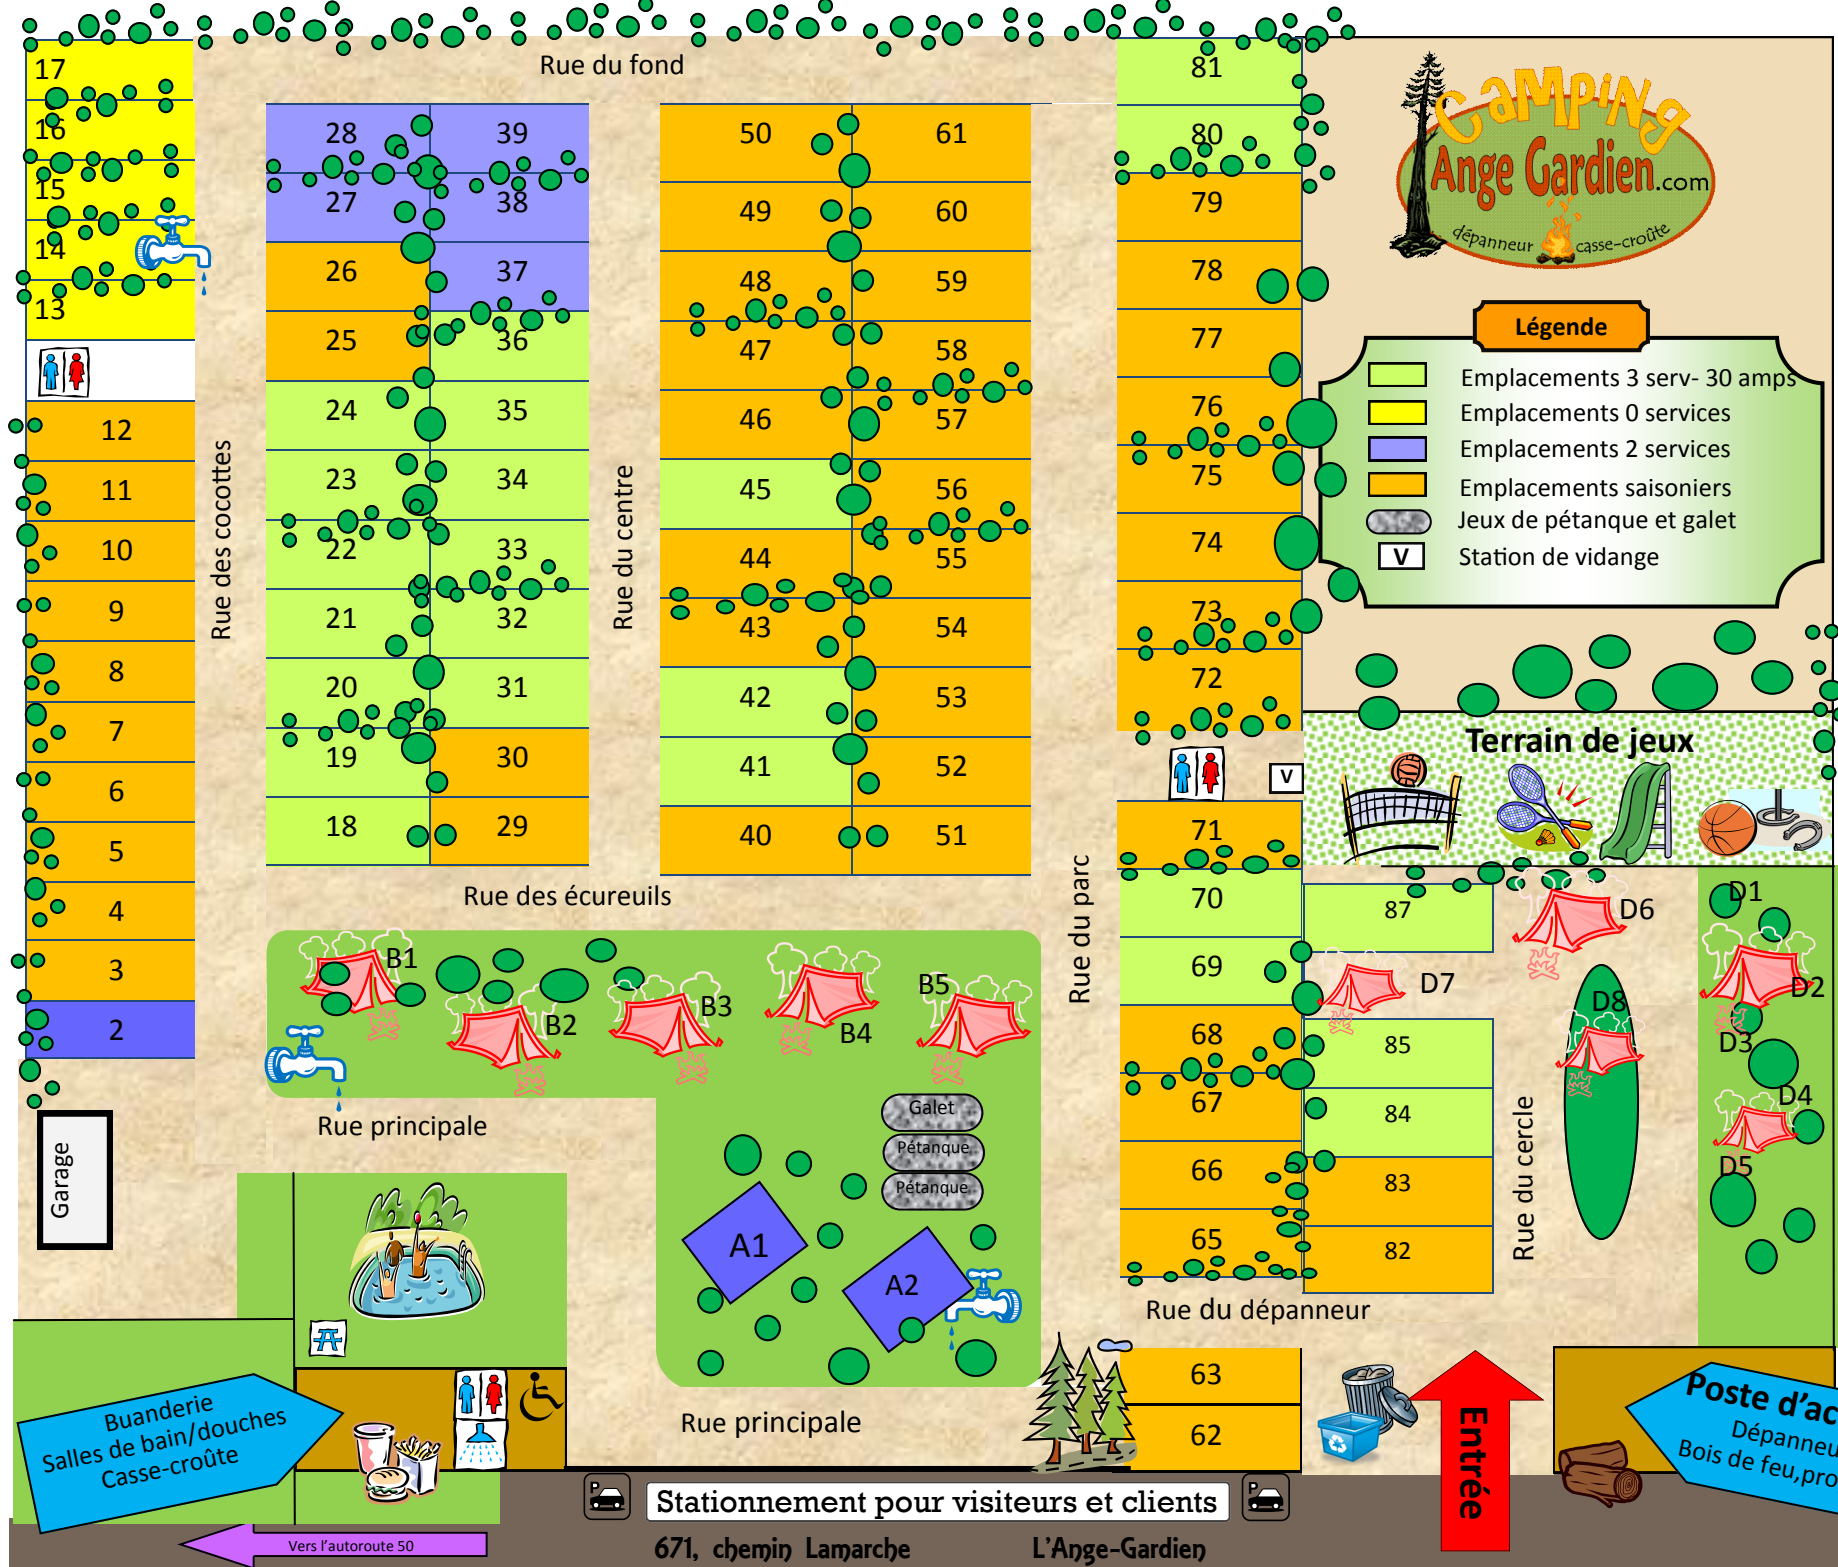 Rue du fond
17
16
15
14
13
12
11
10
9
8
7
6
5
4
3
2
Garage
Rue des cocottes
28
27
26
25
24
23
22
21
20
19
18
39
38
37
36
35
34
33
32
31
30
29
Rue du centre
50
49
48
47
46
45
44
43
42
41
40
61
60
59
58
57
56
55
54
53
52
51
Rue du parc
81
80
79
78
77
76
75
74
73
72
V
71
70
69
68
67
66
65
63
62
CAMPING
Ange Gardien.com
dépanneur casse-croûte
Légende
Emplacements 3 serv- 30 amps
Emplacements 0 services
Emplacements 2 services
Emplacements saisoniers
Jeux de pétanque et galet
V Station de vidange
Terrain de jeux
87
D7
85
84
83
82
D6
D8
Rue du cercle
D1
D2
D3
D4
D5
Rue des écureuils
B1
B2
B3
B4
B5
Galet
Pétanque
Pétanque
A1
A2
Rue principale
Rue du dépanneur
Rue principale
Buanderie
Salles de bain/douches
Casse-croûte
Entrée
Poste d'ac
Dépanneu
Bois de feu,pro
P
Stationnement pour visiteurs et clients
P
Vers l'autoroute 50
671, chemin Lamarche L'Ange-Gardien